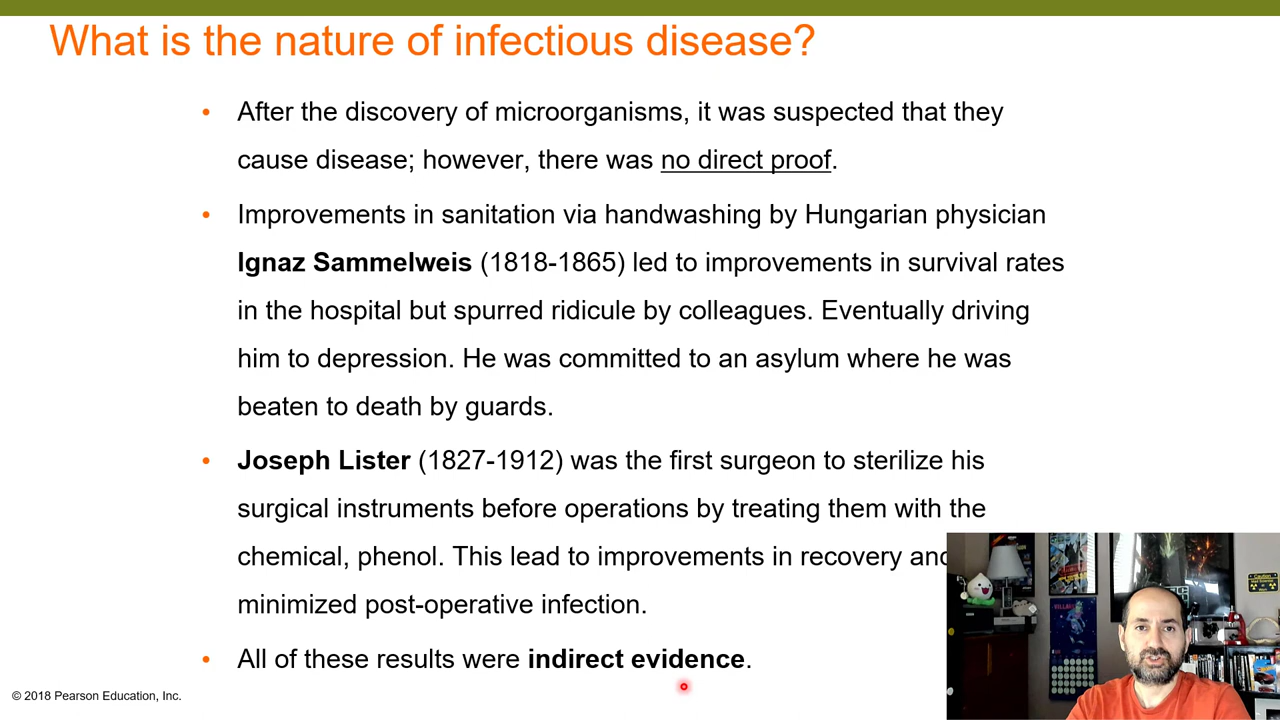 What is the nature of infectious disease?
• After the discovery of microorganisms, it was suspected that they
cause disease; however, there was no direct proof.
• Improvements in sanitation via handwashing by Hungarian physician
Ignaz Sammelweis (1818-1865) led to improvements in survival rates
in the hospital but spurred ridicule by colleagues. Eventually driving
him to depression. He was committed to an asylum where he was
beaten to death by guards.
• Joseph Lister (1827-1912) was the first surgeon to sterilize his
surgical instruments before operations by treating them with the
chemical, phenol. This lead to improvements in recovery and
minimized post-operative infection.
• All of these results were indirect evidence.
© 2018 Pearson Education, Inc.
Caution